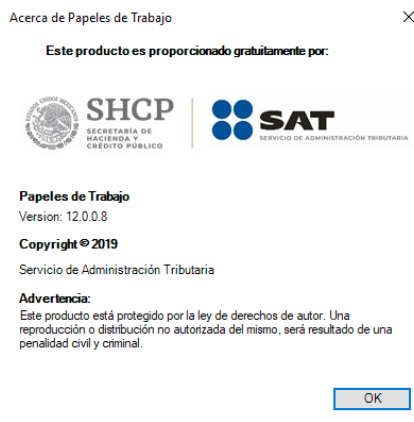 Acerca de Papeles de Trabajo
Este producto es proporcionado gratuitamente por:
SHCP
SECRETARÍA DE
HACIENDA Y
CRÉDITO PÚBLICO
SAT
SERVICIO DE ADMINISTRACIÓN TRIBUTARIA
Papeles de Trabajo
Version: 12.0.0.8
Copyright © 2019
Servicio de Administración Tributaria
Advertencia:
Este producto está protegido por la ley de derechos de autor. Una
reproducción o distribución no autorizada del mismo, será resultado de una
penalidad civil y criminal.
OK